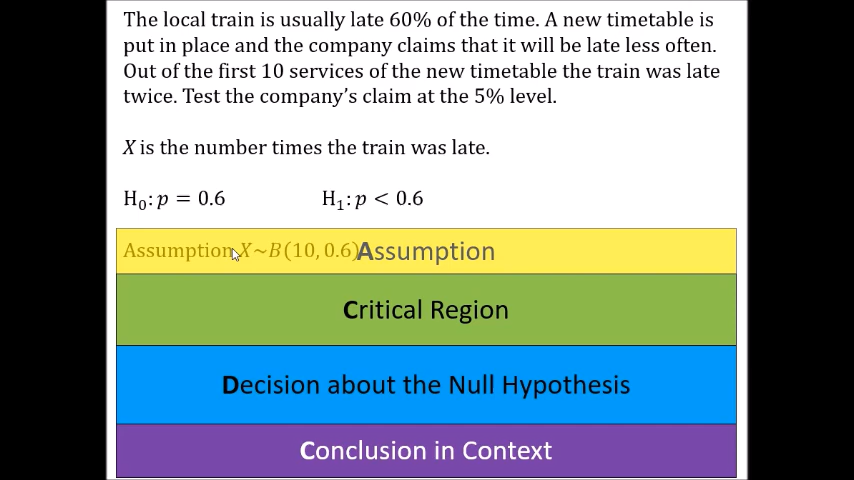 The local train is usually late 60% of the time. A new timetable is
put in place and the company claims that it will be late less often.
Out of the first 10 services of the new timetable the train was late
twice. Test the company’s claim at the 5% level.
X is the number times the train was late.
H₀: p = 0.6 H₁: p < 0.6
Assumption X~B(10, 0.6) Assumption
Critical Region
Decision about the Null Hypothesis
Conclusion in Context